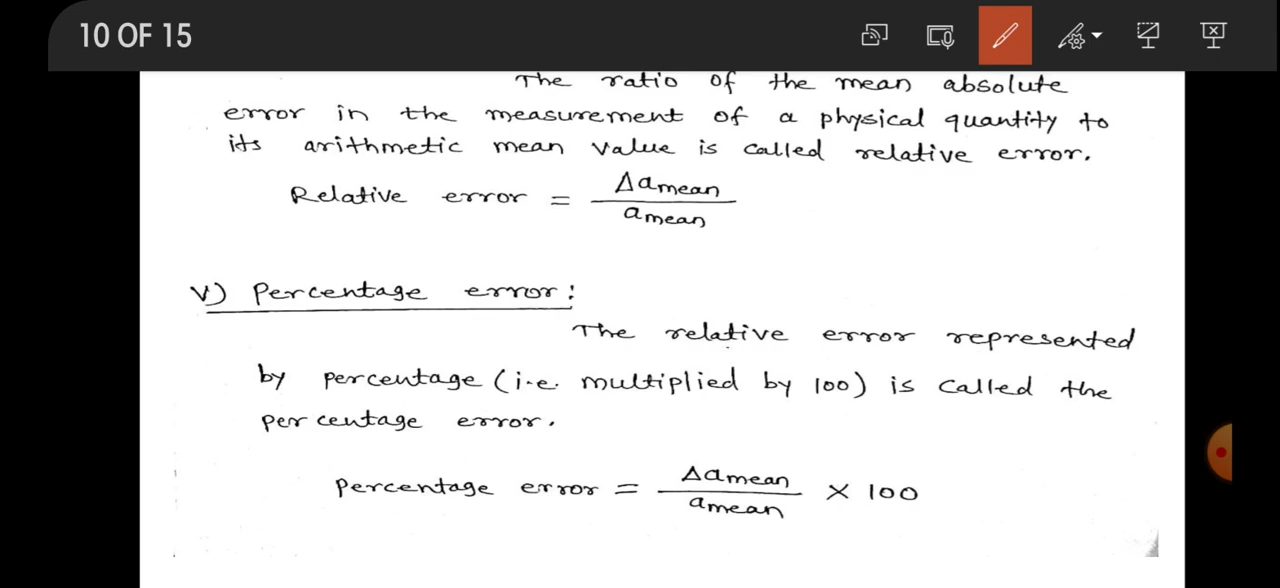 10 OF 15
The ratio of the mean absolute
error in the measurement of a physical quantity to
its arithmetic mean value is called relative error.
Relative error = Δamean / amean
V) Percentage error:
The relative error represented
by percentage (i.e. multiplied by 100) is called the
percentage error.
Percentage error = Δamean / amean × 100